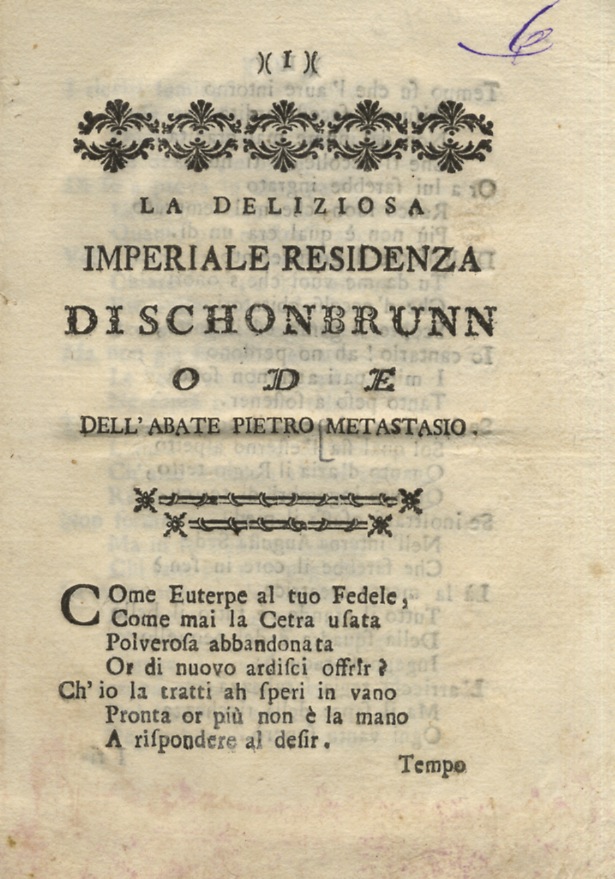 )( 1 )(
LA DELIZIOSA
IMPERIALE RESIDENZA
DI SCHONBRUNN
ODE
DELL'ABATE PIETRO METASTASIO.
COme Euterpe al tuo Fedele,
Come mai la Cetra uſata
Polveroſa abbandonata
Or di nuovo ardiſci offrIr?
Ch'io la tratti ah ſperi in vano
Pronta or più non è la mano
A riſpondere al deſir.
Tempo